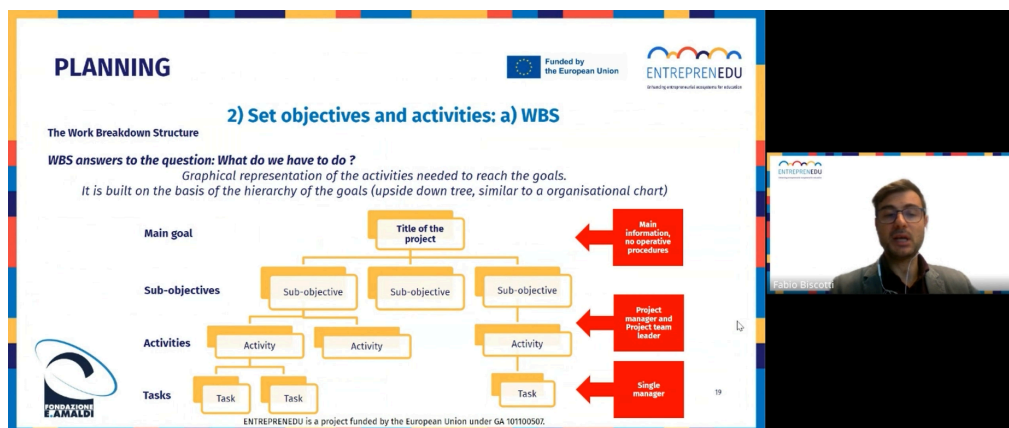 PLANNING
Funded by
the European Union
ENTREPRENEDU
Enhancing entrepreneurial ecosystems for education
2) Set objectives and activities: a) WBS
The Work Breakdown Structure
WBS answers to the question: What do we have to do ?
Graphical representation of the activities needed to reach the goals.
It is built on the basis of the hierarchy of the goals (upside down tree, similar to a organisational chart)
Main goal
Title of the
project
Main
information,
no operative
procedures
Sub-objectives
Sub-objective
Sub-objective
Sub-objective
Project
manager and
Project team
leader
Activities
Activity
Activity
Activity
Tasks
Task
Task
Task
Single
manager
19
FONDAZIONE
E.AMALDI
ENTREPRENEDU is a project funded by the European Union under GA 101100507.
ENTREPRENEDU
Fabio Biscotti